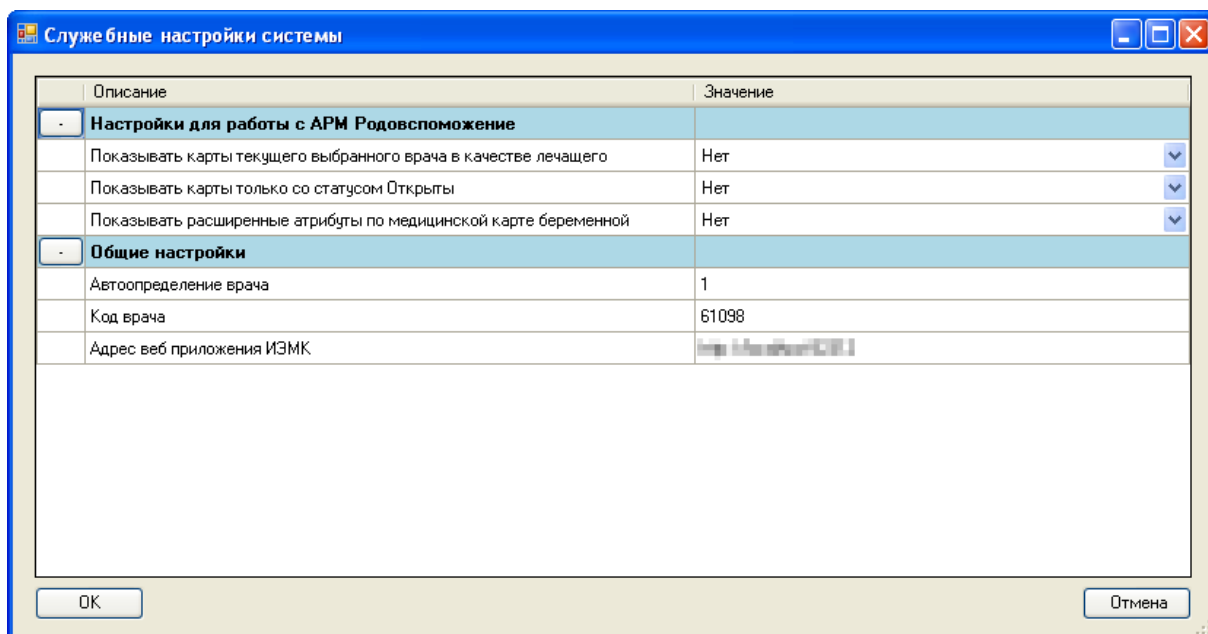 Служебные настройки системы
Описание Значение
- Настройки для работы с АРМ Родовспоможение
Показывать карты текущего выбранного врача в качестве лечащего Нет
Показывать карты только со статусом Открыты Нет
Показывать расширенные атрибуты по медицинской карте беременной Нет
- Общие настройки
Автоопределение врача 1
Код врача 61098
Адрес веб приложения ИЭМК
OK Отмена